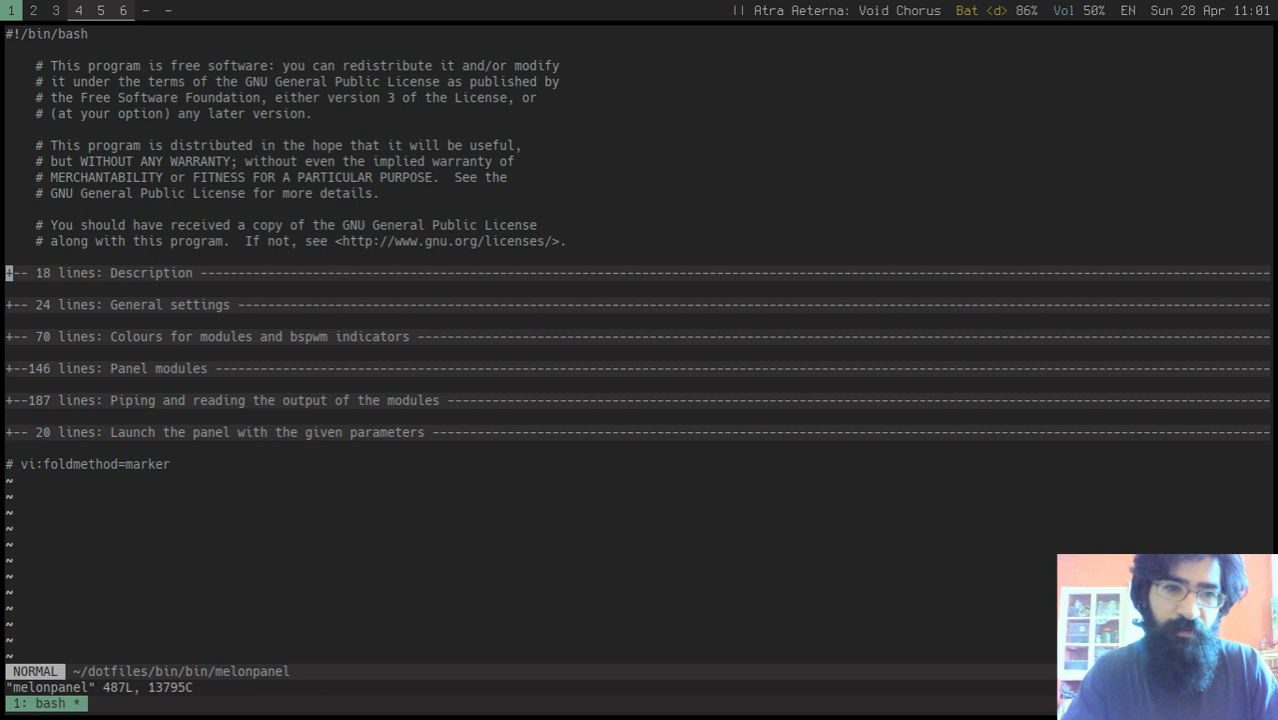 1 2 3 4 5 6 - - || Atra Aeterna: Void Chorus Bat <d> 86% Vol 50% EN Sun 28 Apr 11:01
#!/bin/bash
# This program is free software: you can redistribute it and/or modify
# it under the terms of the GNU General Public License as published by
# the Free Software Foundation, either version 3 of the License, or
# (at your option) any later version.
# This program is distributed in the hope that it will be useful,
# but WITHOUT ANY WARRANTY; without even the implied warranty of
# MERCHANTABILITY or FITNESS FOR A PARTICULAR PURPOSE.  See the
# GNU General Public License for more details.
# You should have received a copy of the GNU General Public License
# along with this program.  If not, see <http://www.gnu.org/licenses/>.
+-- 18 lines: Description ---
+-- 24 lines: General settings ---
+-- 70 lines: Colours for modules and bspwm indicators ---
+--146 lines: Panel modules ---
+--187 lines: Piping and reading the output of the modules ---
+-- 20 lines: Launch the panel with the given parameters ---
# vi:foldmethod=marker
~
~
~
~
~
~
~
~
~
~
~
~
NORMAL ~/dotfiles/bin/bin/melonpanel
"melonpanel" 487L, 13795C
1: bash *